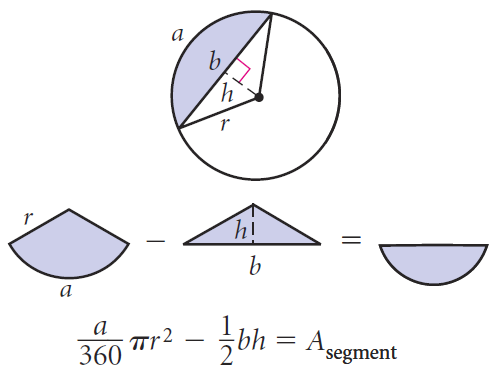 a
b
h
r
r
a
−
h
b
=
a/360 πr² − 1/2 bh = A_segment